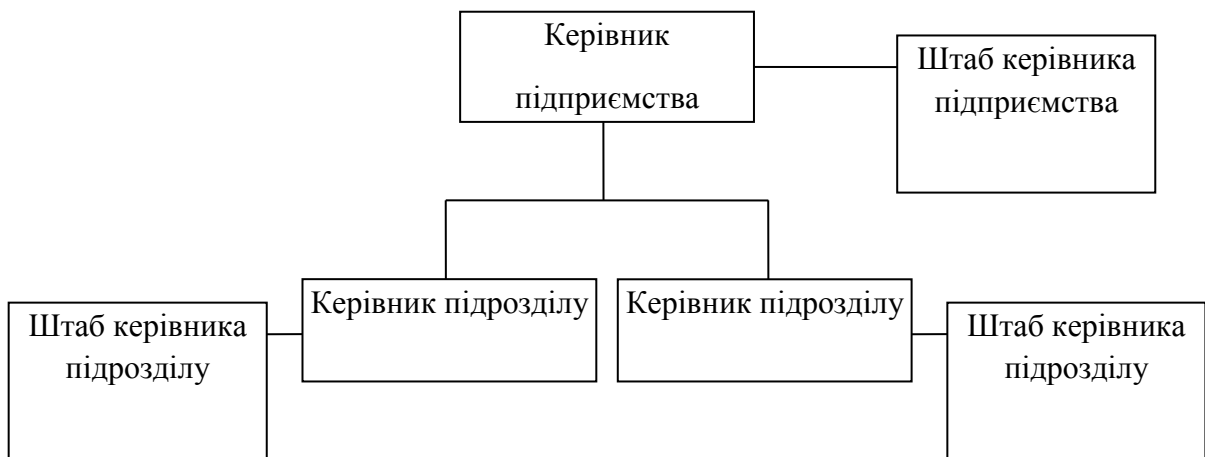 Керівник
підприємства
Штаб керівника
підприємства
Керівник підрозділу
Керівник підрозділу
Штаб керівника
підрозділу
Штаб керівника
підрозділу